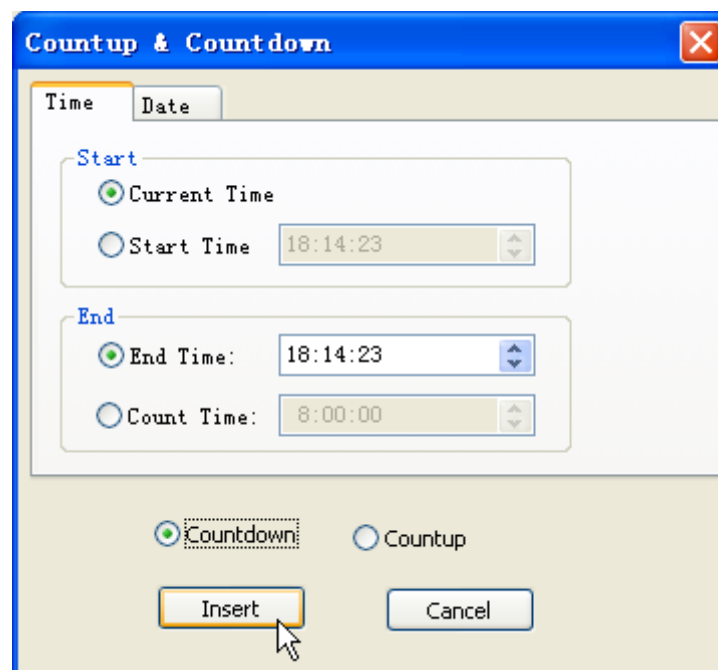 Countup & Countdown
Time Date
Start
Current Time
Start Time 18:14:23
End
End Time: 18:14:23
Count Time: 8:00:00
Countdown Countup
Insert Cancel